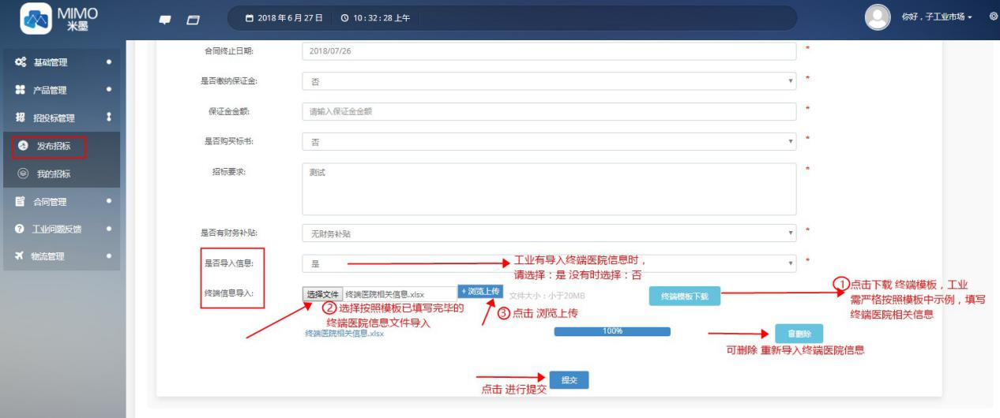 MIMO
米墨
2018 年 6 月 27 日 10 : 32 : 28 上午
你好，子工业市场
基础管理
产品管理
招 招投标管理
发布招标
我的招标
合同管理
工业问题反馈
物流管理
合同终止日期: 2018/07/26 *
是否缴纳保证金: 否 *
保证金金额: 请输入保证金金额 *
是否购买标书: 否 *
招标要求: 测试 *
是否有财务补贴: 无财务补贴 *
是否导入信息: 是 *
工业有导入终端医院信息时，
请选择：是 没有时选择：否
终端信息导入: 选择文件 终端医院相关信息.xlsx + 浏览上传 文件大小：小于20MB 终端模板下载
①点击下载 终端模板，工业
需严格按照模板中示例，填写
终端医院相关信息
②选择按照模板已填写完毕的
终端医院信息文件导入
③点击 浏览上传
终端医院相关信息.xlsx 100% 删除
可删除 重新导入终端医院信息
点击 进行提交 提交